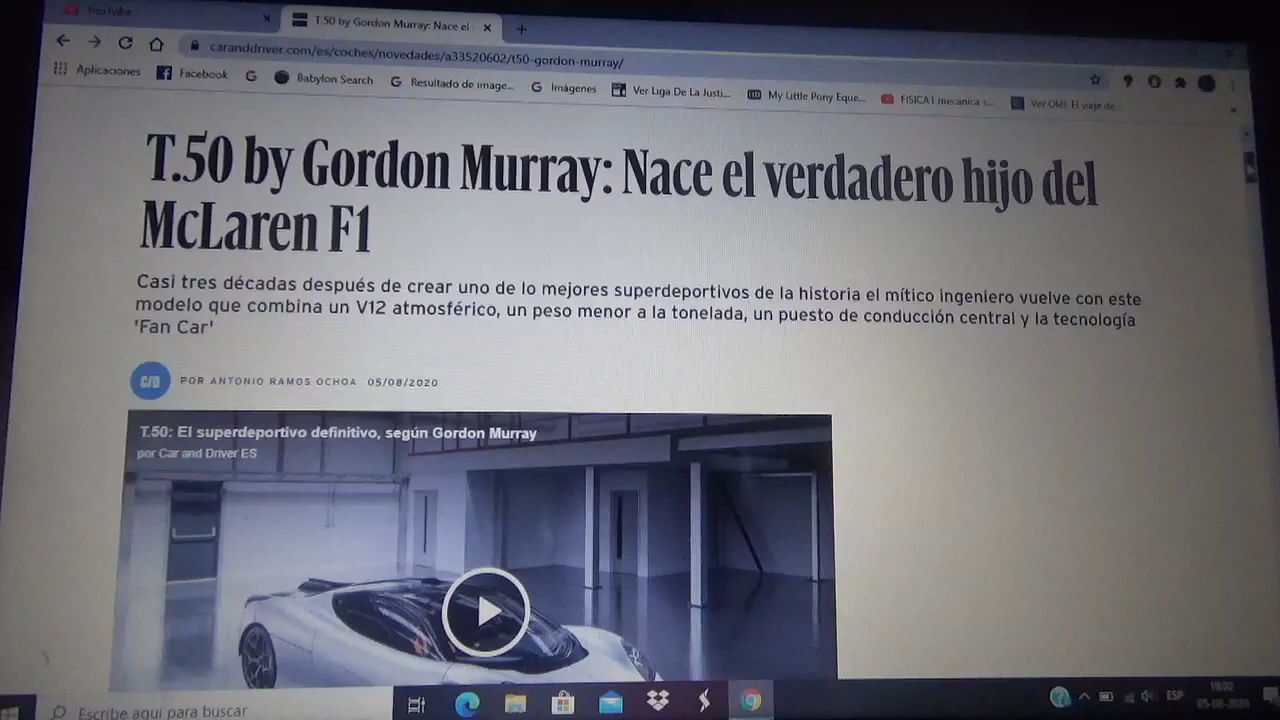 YouTube
T.50 by Gordon Murray: Nace el
caranddriver.com/es/coches/novedades/a33520602/t50-gordon-murray/
Aplicaciones Facebook Babylon Search Resultado de image... Imágenes Ver Liga De La Justi... My Little Pony Eque... FISICA I mecanica c... Ver Olé: El viaje de...
T.50 by Gordon Murray: Nace el verdadero hijo del
McLaren F1
Casi tres décadas después de crear uno de lo mejores superdeportivos de la historia el mítico ingeniero vuelve con este
modelo que combina un V12 atmosférico, un peso menor a la tonelada, un puesto de conducción central y la tecnología
'Fan Car'
C/D POR ANTONIO RAMOS OCHOA 05/08/2020
T.50: El superdeportivo definitivo, según Gordon Murray
por Car and Driver ES
Escribe aquí para buscar
ESP
05-08-2020